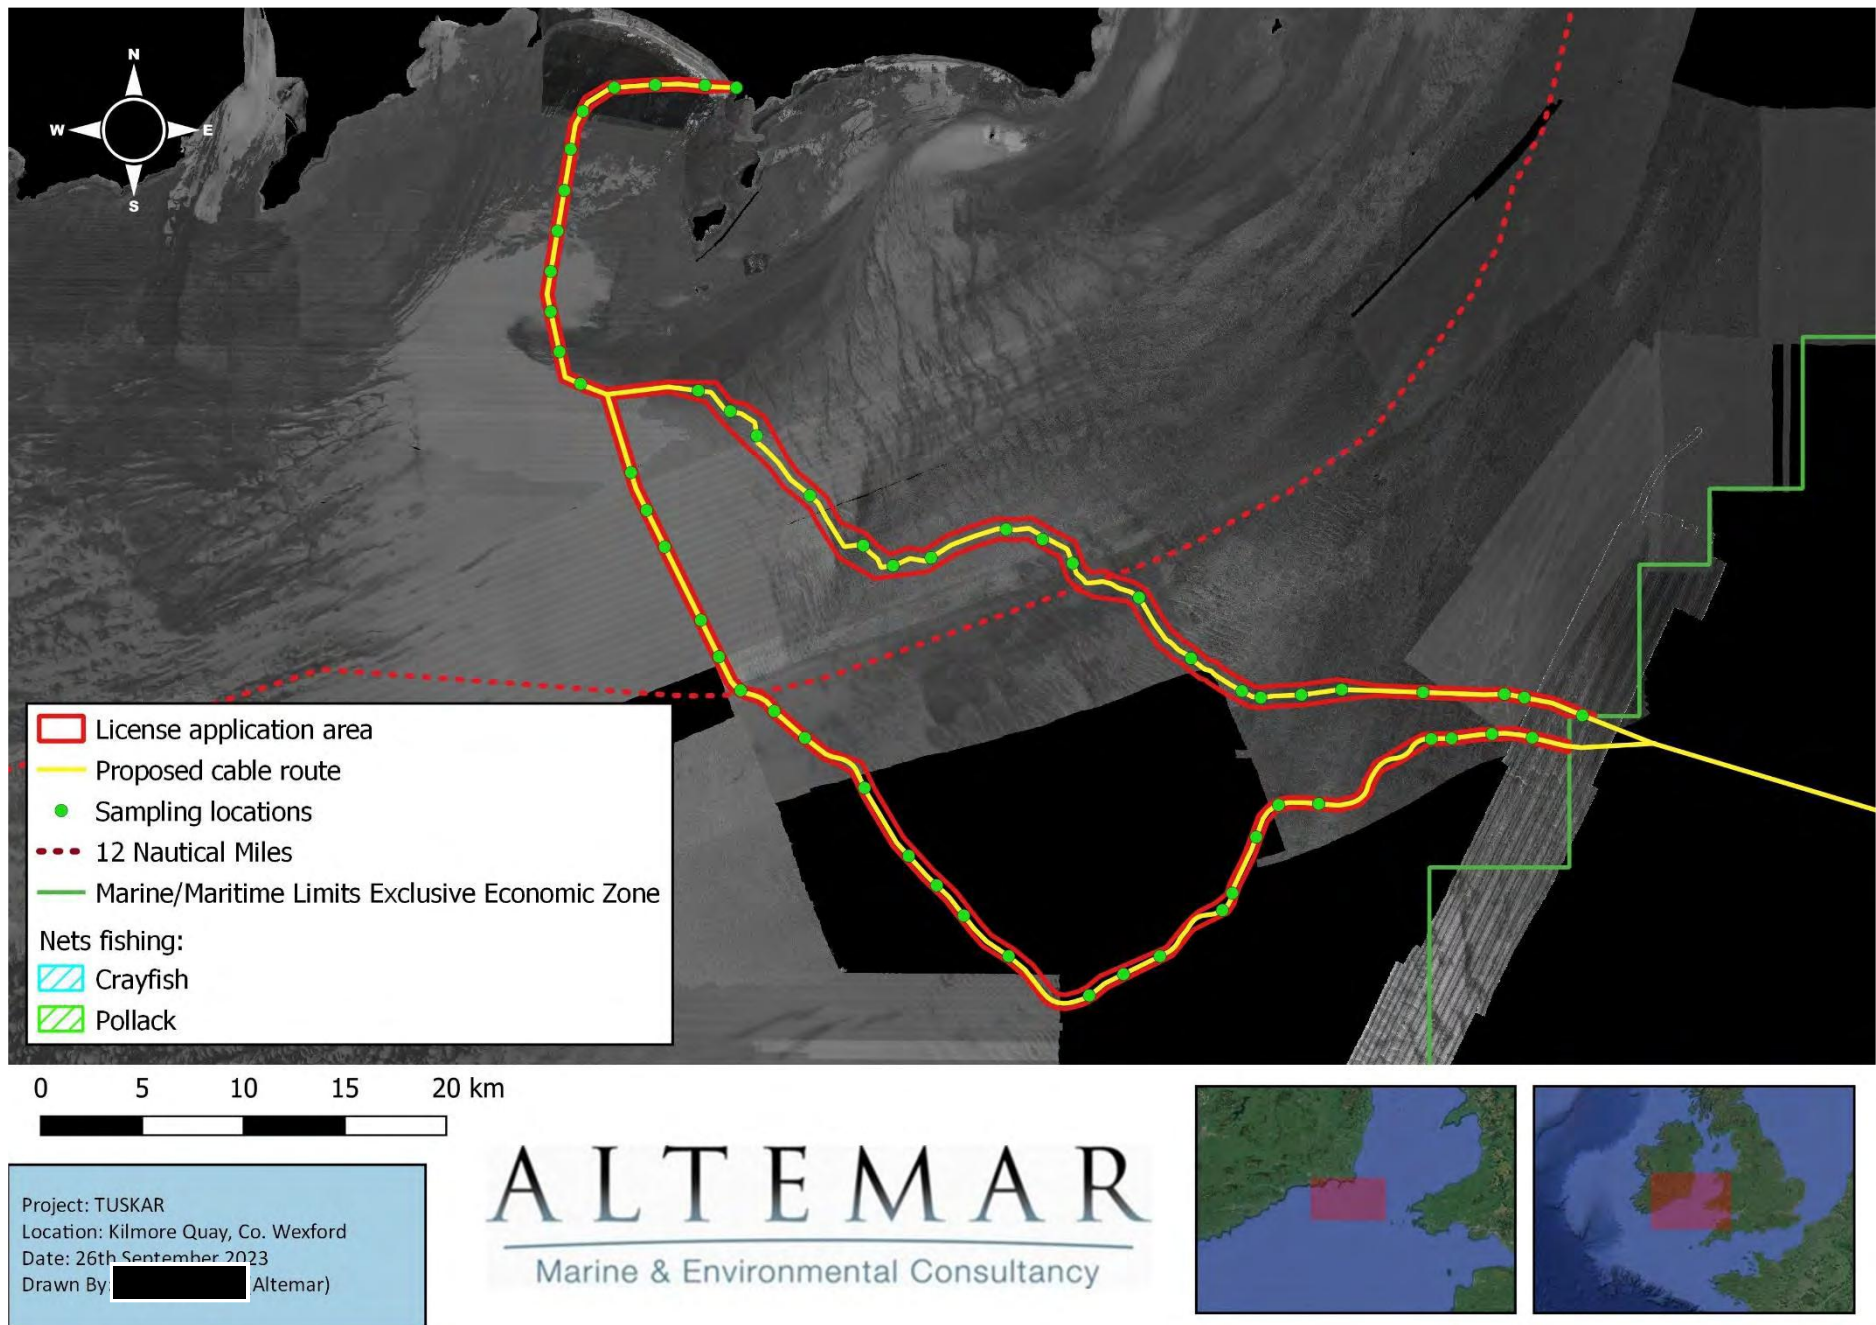 N
W E
S
License application area
Proposed cable route
Sampling locations
12 Nautical Miles
Marine/Maritime Limits Exclusive Economic Zone
Nets fishing:
Crayfish
Pollack
0 5 10 15 20 km
Project: TUSKAR
Location: Kilmore Quay, Co. Wexford
Date: 26th September 2023
Drawn By: Altemar)
ALTEMAR
Marine & Environmental Consultancy